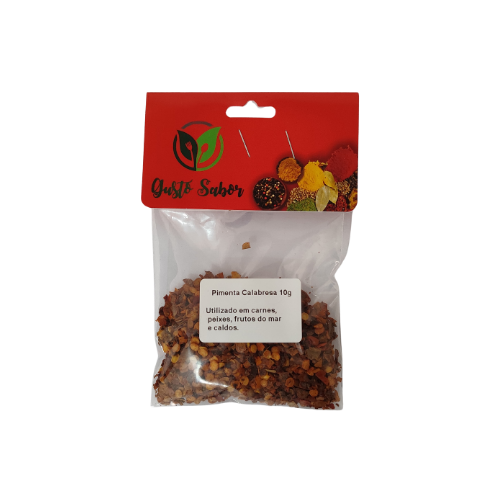 Gusto Sabor
Pimenta Calabresa 10g
Utilizado em carnes,
peixes, frutos do mar
e caldos.